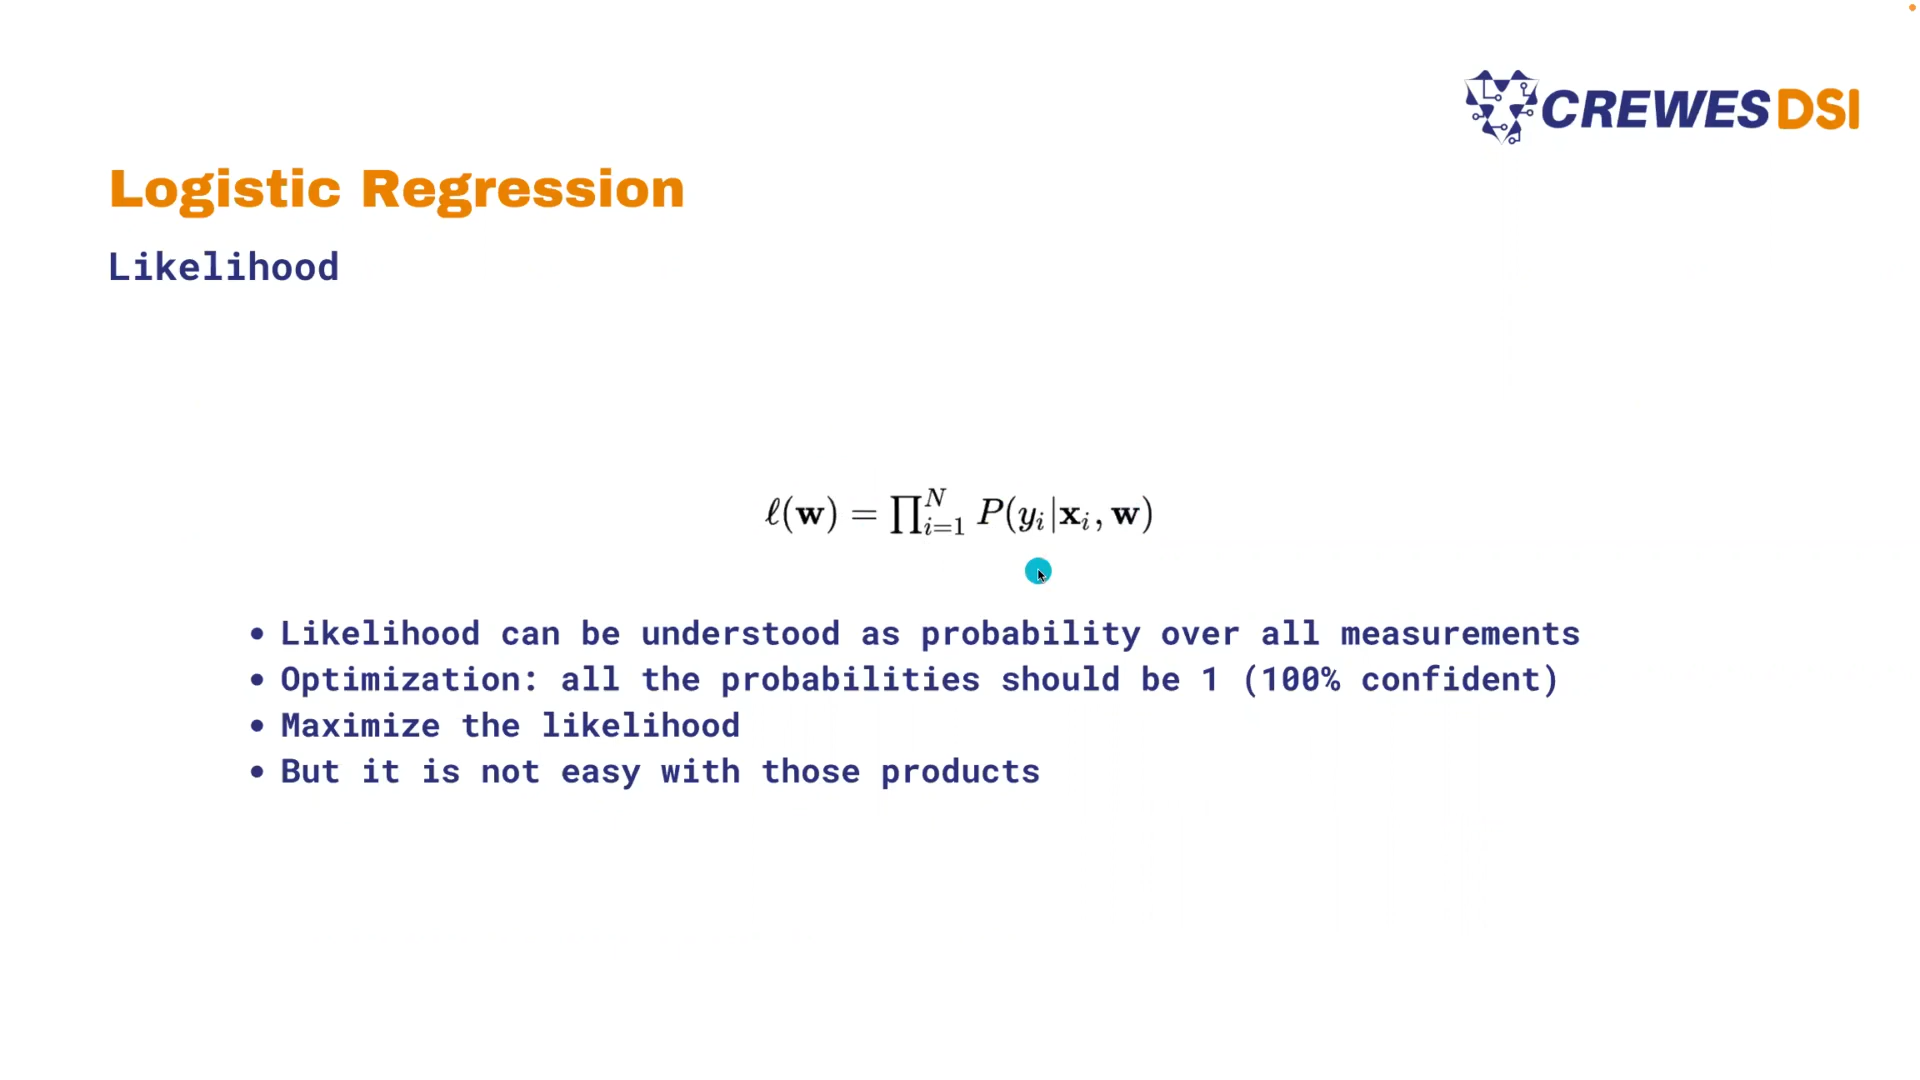 CREWES DSI
Logistic Regression
Likelihood
ℓ(𝐰) = ∏_{i=1}^{N} P(y_i|𝐱_i, 𝐰)
• Likelihood can be understood as probability over all measurements
• Optimization: all the probabilities should be 1 (100% confident)
• Maximize the likelihood
• But it is not easy with those products